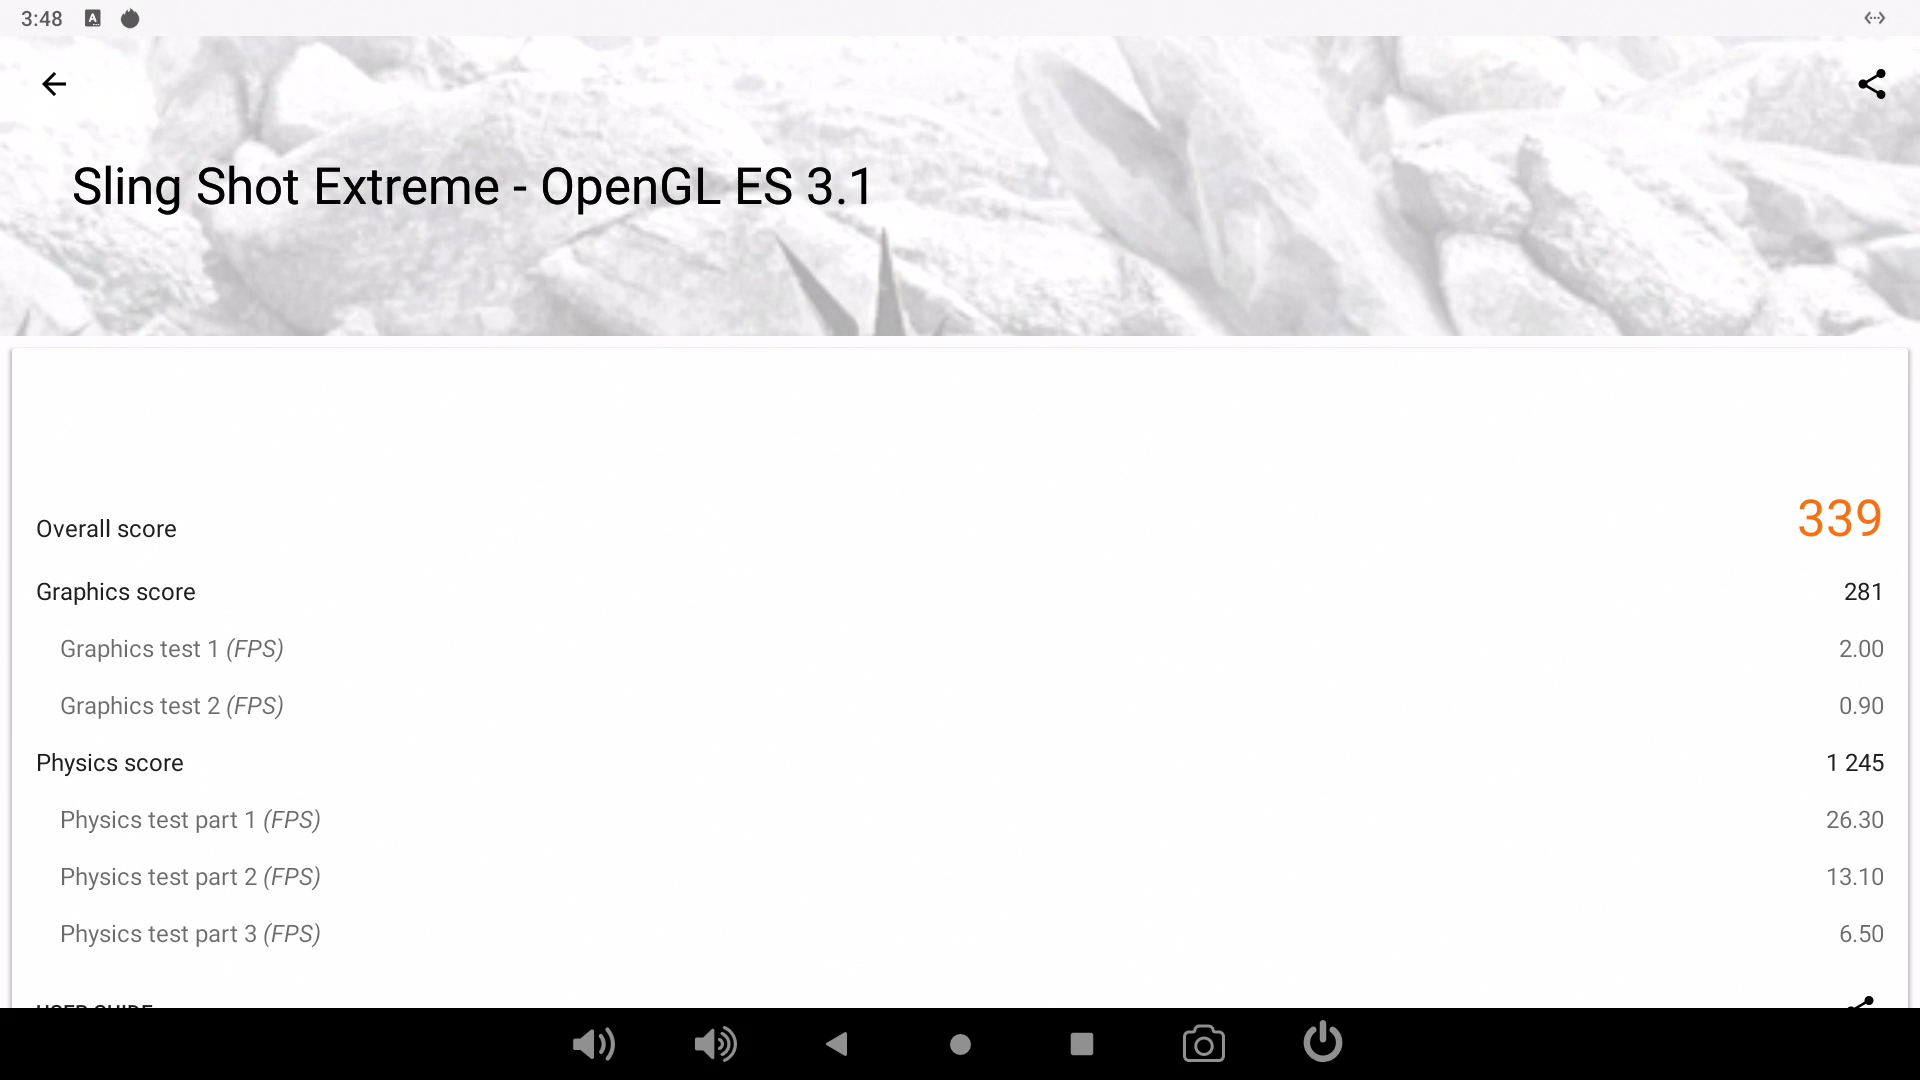 3:48
A
Sling Shot Extreme - OpenGL ES 3.1
Overall score 339
Graphics score 281
Graphics test 1 (FPS) 2.00
Graphics test 2 (FPS) 0.90
Physics score 1 245
Physics test part 1 (FPS) 26.30
Physics test part 2 (FPS) 13.10
Physics test part 3 (FPS) 6.50
USER GUIDE